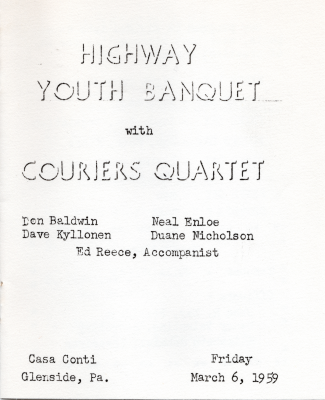 HIGHWAY
YOUTH BANQUET
with
COURIERS QUARTET
Don Baldwin Neal Enloe
Dave Kyllonen Duane Nicholson
Ed Reece, Accompanist
Casa Conti Friday
Glenside, Pa. March 6, 1959